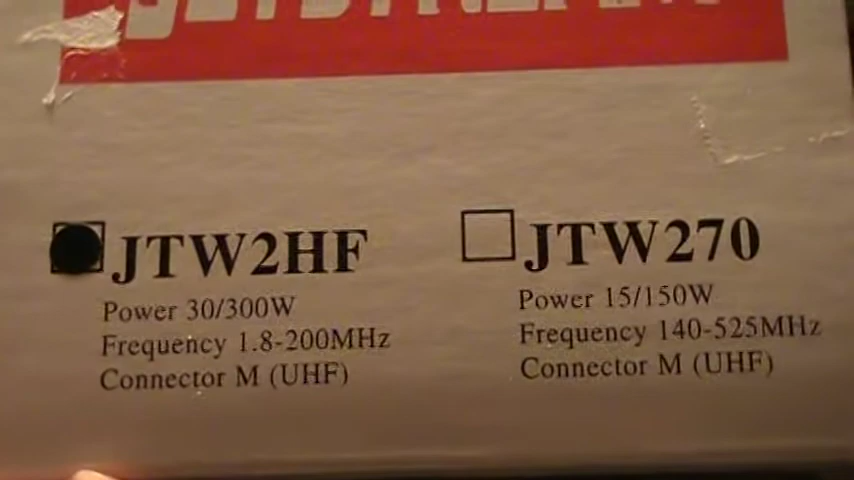 JETSTREAM
JTW2HF
Power 30/300W
Frequency 1.8-200MHz
Connector M (UHF)
JTW270
Power 15/150W
Frequency 140-525MHz
Connector M (UHF)